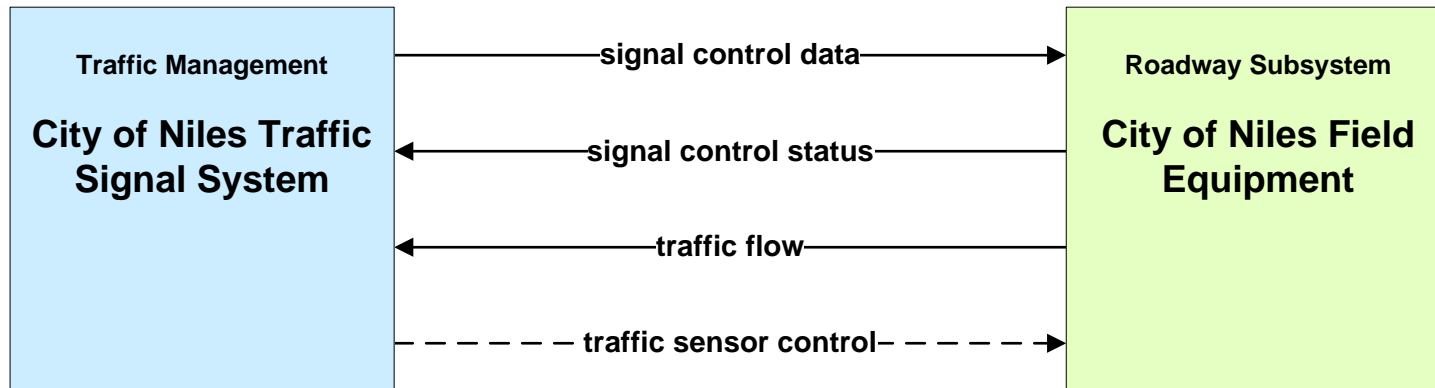 Traffic Management
City of Niles Traffic
Signal System
signal control data
signal control status
traffic flow
traffic sensor control
Roadway Subsystem
City of Niles Field
Equipment